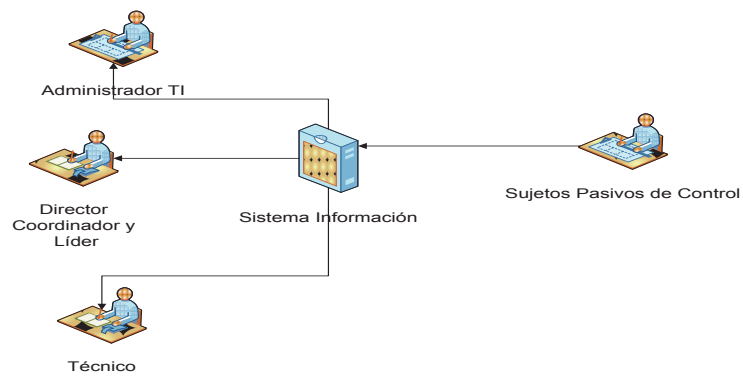 Administrador TI
Director
Coordinador y
Líder
Sistema Información
Sujetos Pasivos de Control
Técnico